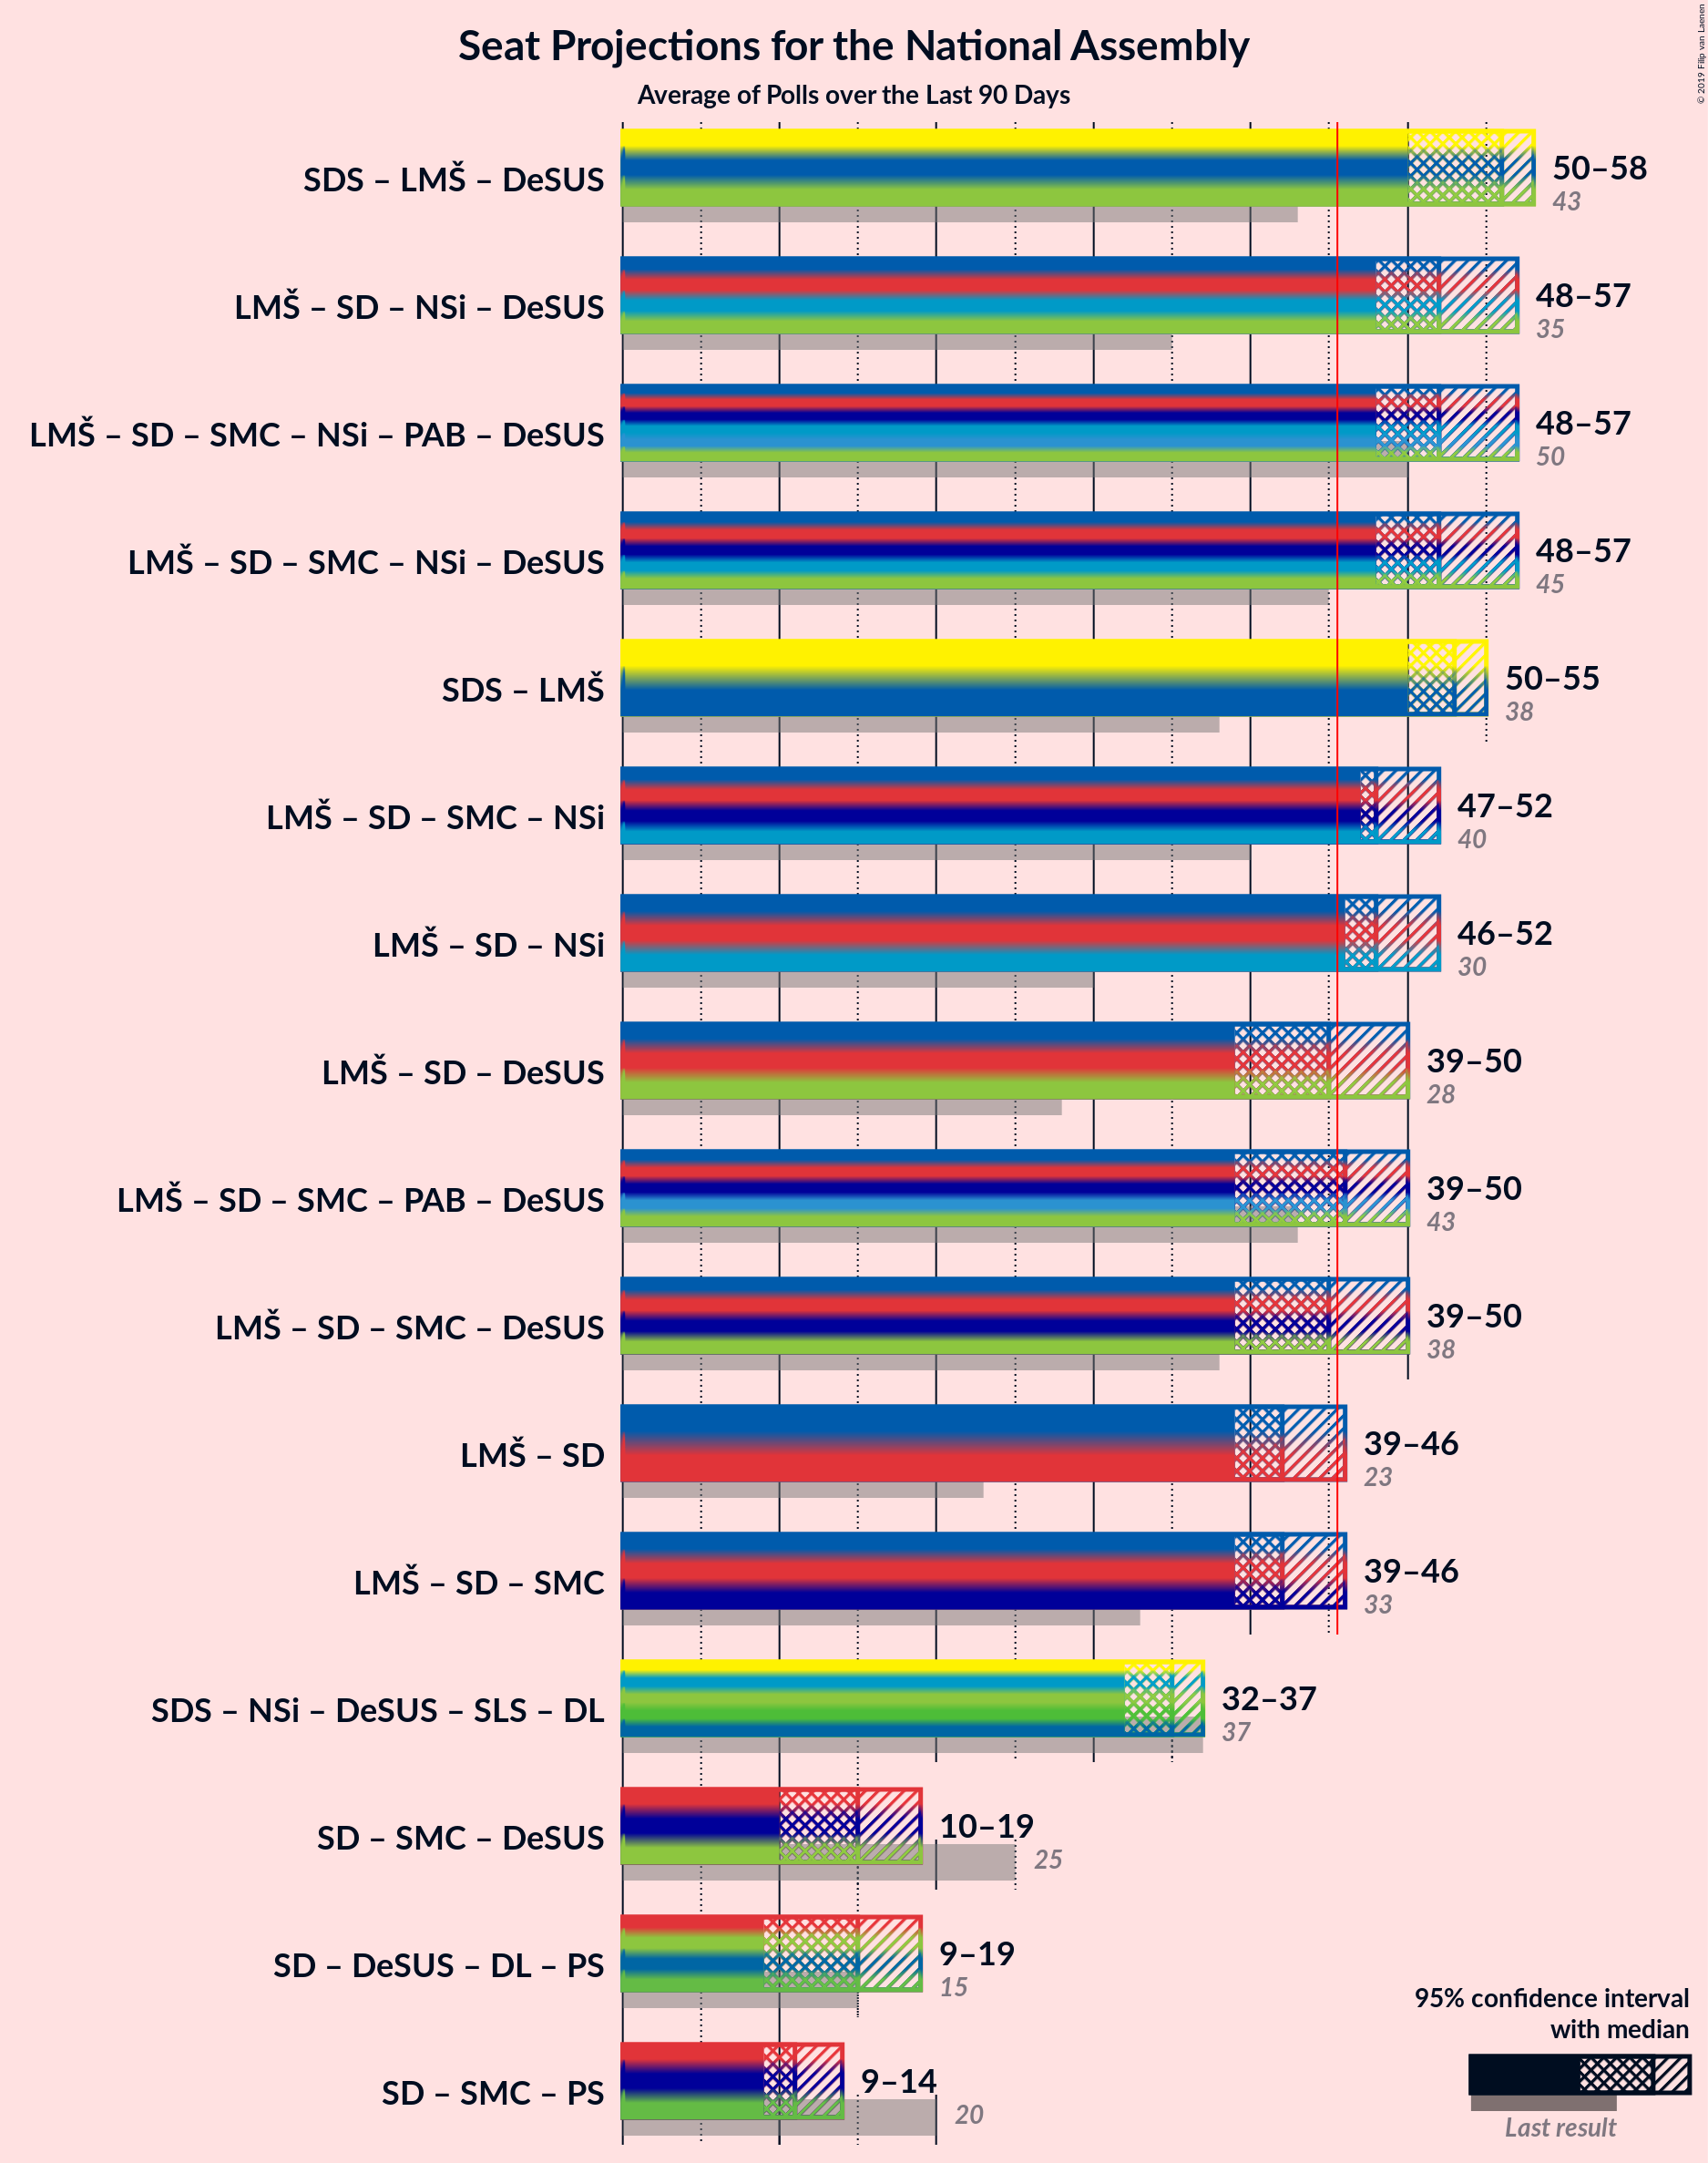 Seat Projections for the National Assembly
Average of Polls over the Last 90 Days
© 2019 Filip van Laenen
SDS – LMŠ – DeSUS
50–58
43
LMŠ – SD – NSi – DeSUS
48–57
35
LMŠ – SD – SMC – NSi – PAB – DeSUS
48–57
50
LMŠ – SD – SMC – NSi – DeSUS
48–57
45
SDS – LMŠ
50–55
38
LMŠ – SD – SMC – NSi
47–52
40
LMŠ – SD – NSi
46–52
30
LMŠ – SD – DeSUS
39–50
28
LMŠ – SD – SMC – PAB – DeSUS
39–50
43
LMŠ – SD – SMC – DeSUS
39–50
38
LMŠ – SD
39–46
23
LMŠ – SD – SMC
39–46
33
SDS – NSi – DeSUS – SLS – DL
32–37
37
SD – SMC – DeSUS
10–19
25
SD – DeSUS – DL – PS
9–19
15
SD – SMC – PS
9–14
20
95% confidence interval
with median
Last result